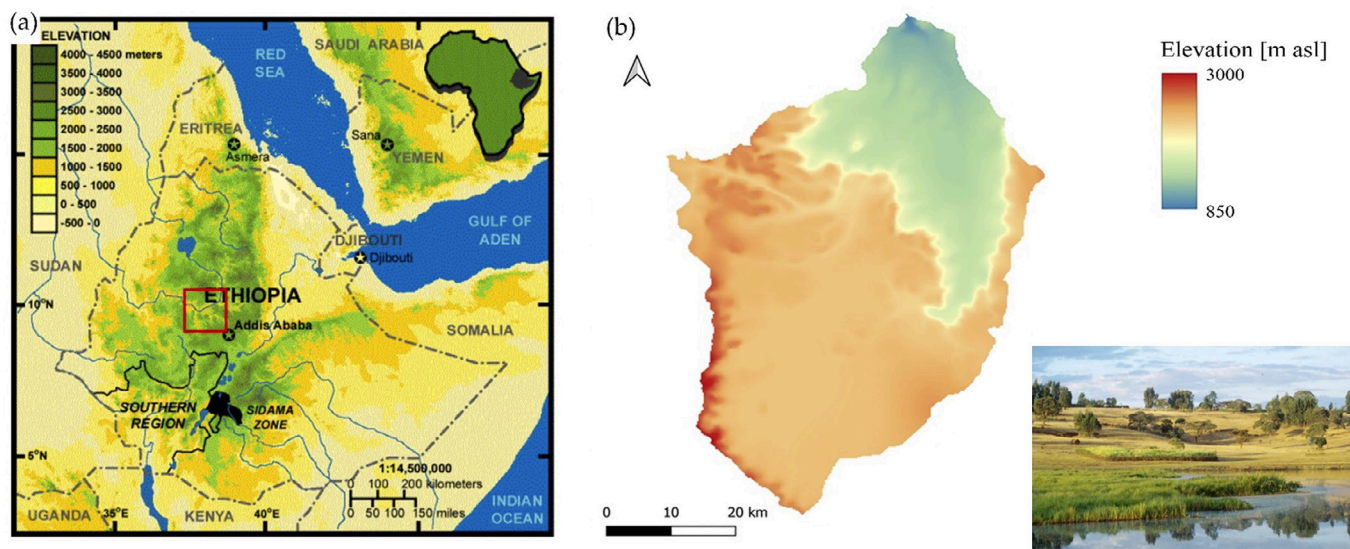 (a)
ELEVATION
4000 - 4500 meters
3500 - 4000
3000 - 3500
2500 - 3000
2000 - 2500
1500 - 2000
1000 - 1500
500 - 1000
0 - 500
-500 - 0
RED
SEA
SAUDI ARABIA
ERITREA
Asmera
Sana
YEMEN
GULF OF
ADEN
DJIBOUTI
Djibouti
SUDAN
10°N
ETHIOPIA
Addis Ababa
SOMALIA
SOUTHERN
REGION
SIDAMA
ZONE
5°N
1:14,500,000
0 100 200 kilometers
0 50 100 150 miles
UGANDA
35°E
KENYA
40°E
INDIAN
OCEAN
(b)
Elevation [m asl]
3000
850
0 10 20 km